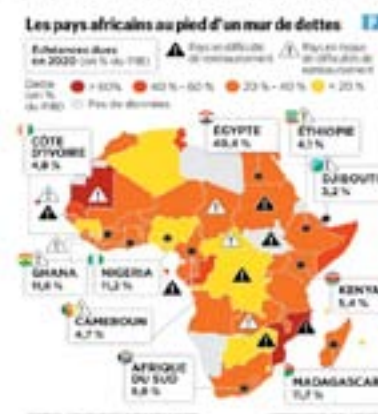 Les pays africains au pied d'un mur de dettes
Échéances dues
en 2020 (en % du PIB)
Pays en difficulté
de remboursement
Pays en risque
de difficultés de
remboursement
Dette
(en %
du PIB)
> 60%
40 % - 60 %
20 % - 40 %
< 20 %
Pas de données
CÔTE
D'IVOIRE
4,8 %
ÉGYPTE
ÉTHIOPIE
4,1 %
DJIBOUTI
3,2 %
GHANA
11,6 %
NIGERIA
11,2 %
KENYA
5,4 %
CAMEROUN
4,7 %
AFRIQUE
DU SUD
MADAGASCAR
11,7 %